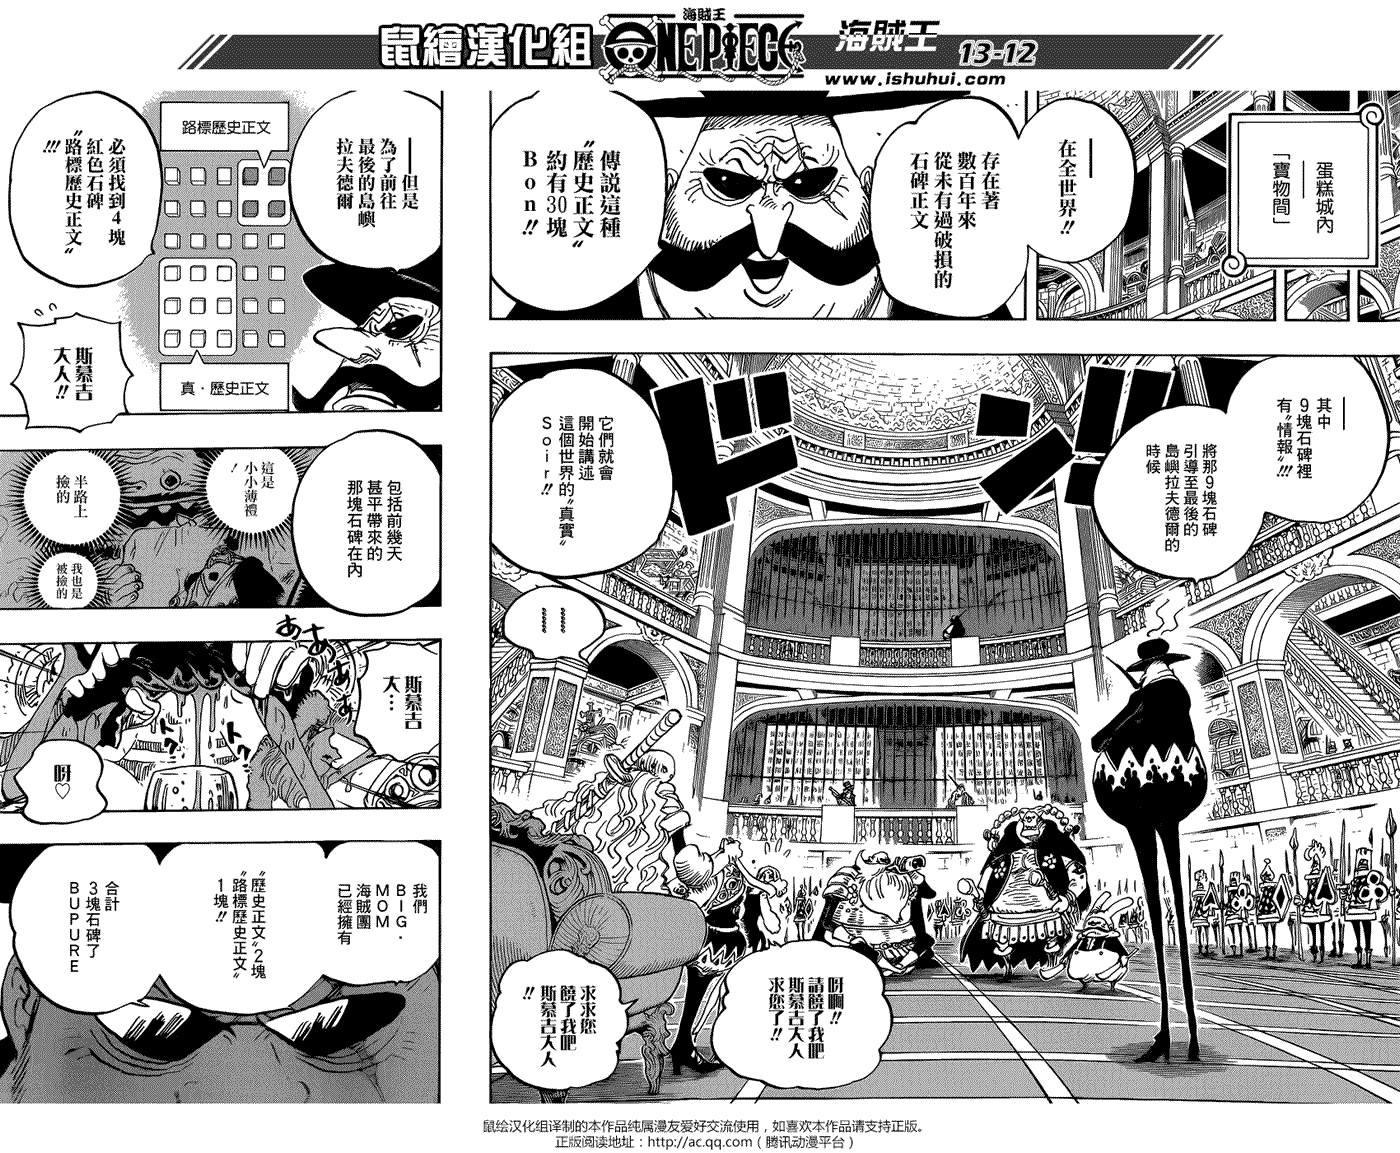 鼠繪漢化組
海賊王
ONE PIECE
海賊王
13-12
www.ishuhui.com
——蛋糕城內
「寶物間」
——
在全世界!!
存在著
數百年來
從未有過破損的
石碑正文
傳說這種
"歷史正文"
約有30塊
Bon!!
——
其中
9塊石碑裡
有"情報"!!!
將那9塊石碑
引導至最後的
島嶼拉夫德爾的
時候
ドン
它們就會
開始講述
這個世界的"真實"
Soir!!
……
呀啊!!
請饒了我吧
斯慕吉大人
求您了!!
求求您
饒了我吧
斯慕吉大人
!!
——但是
為了前往
最後的島嶼
拉夫德爾
路標歷史正文
真・歷史正文
必須找到4塊
紅色石碑
"路標歷史正文"
!!!
斯慕吉
大人!!
包括前幾天
甚平帶來的
那塊石碑在內
這是
小小薄禮
!
半路上
撿的
我也是
被撿的
あああ
斯慕吉
大人…
トク
トク
呀♡
我們
BIG・
MOM
海賊團
已經擁有
"歷史正文"2塊
"路標歷史正文"
1塊!!
合計
3塊石碑了
BUPURE
鼠绘汉化组译制的本作品纯属漫友爱好交流使用，如喜欢本作品请支持正版。
正版阅读地址：http://ac.qq.com（腾讯动漫平台）